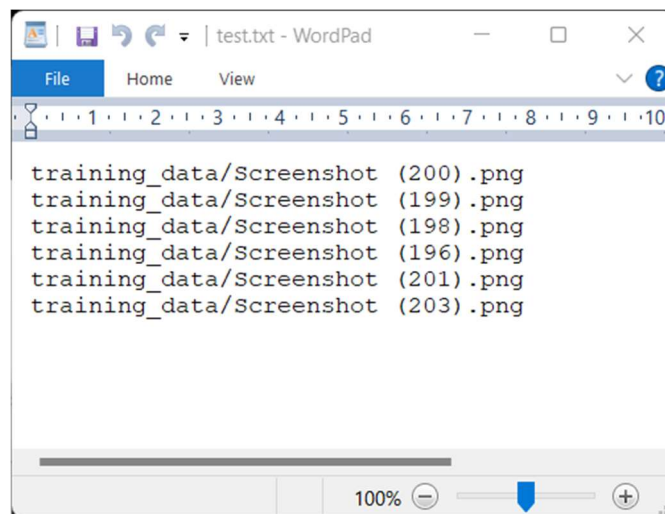 test.txt - WordPad
File Home View
1 2 3 4 5 6 7 8 9 10
training_data/Screenshot (200).png
training_data/Screenshot (199).png
training_data/Screenshot (198).png
training_data/Screenshot (196).png
training_data/Screenshot (201).png
training_data/Screenshot (203).png
100%